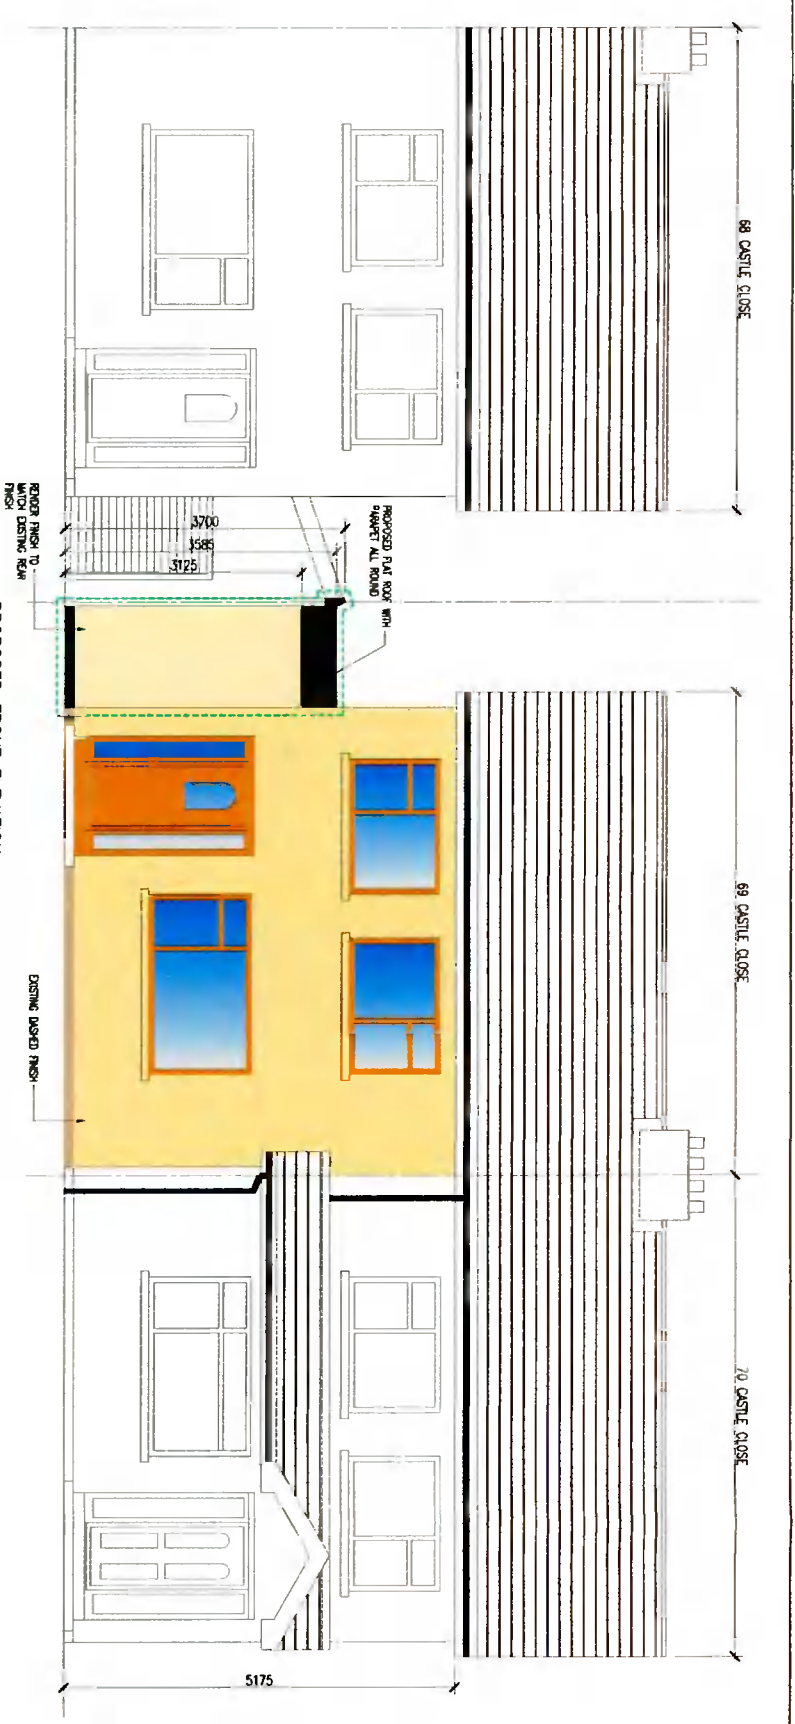 68 CASTLE CLOSE
69 CASTLE CLOSE
70 CASTLE CLOSE
PROPOSED FLAT ROOF WITH
PARAPET ALL ROUND
3700
3585
3125
RENDER FINISH TO
MATCH EXISTING REAR
FINISH
EXISTING DASHED FINISH
5175